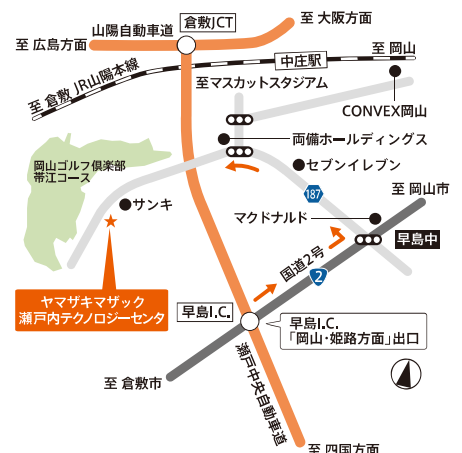 至 大阪方面
倉敷JCT
山陽自動車道
至 広島方面
至 岡山
中庄駅
至 倉敷 JR山陽本線
至マスカットスタジアム
CONVEX岡山
両備ホールディングス
岡山ゴルフ倶楽部
帯江コース
セブンイレブン
187
至 岡山市
サンキ
マクドナルド
早島中
国道2号
2
ヤマザキマザック
瀬戸内テクノロジーセンタ
早島I.C.
早島I.C.
「岡山・姫路方面」出口
瀬戸中央自動車道
至 倉敷市
至 四国方面